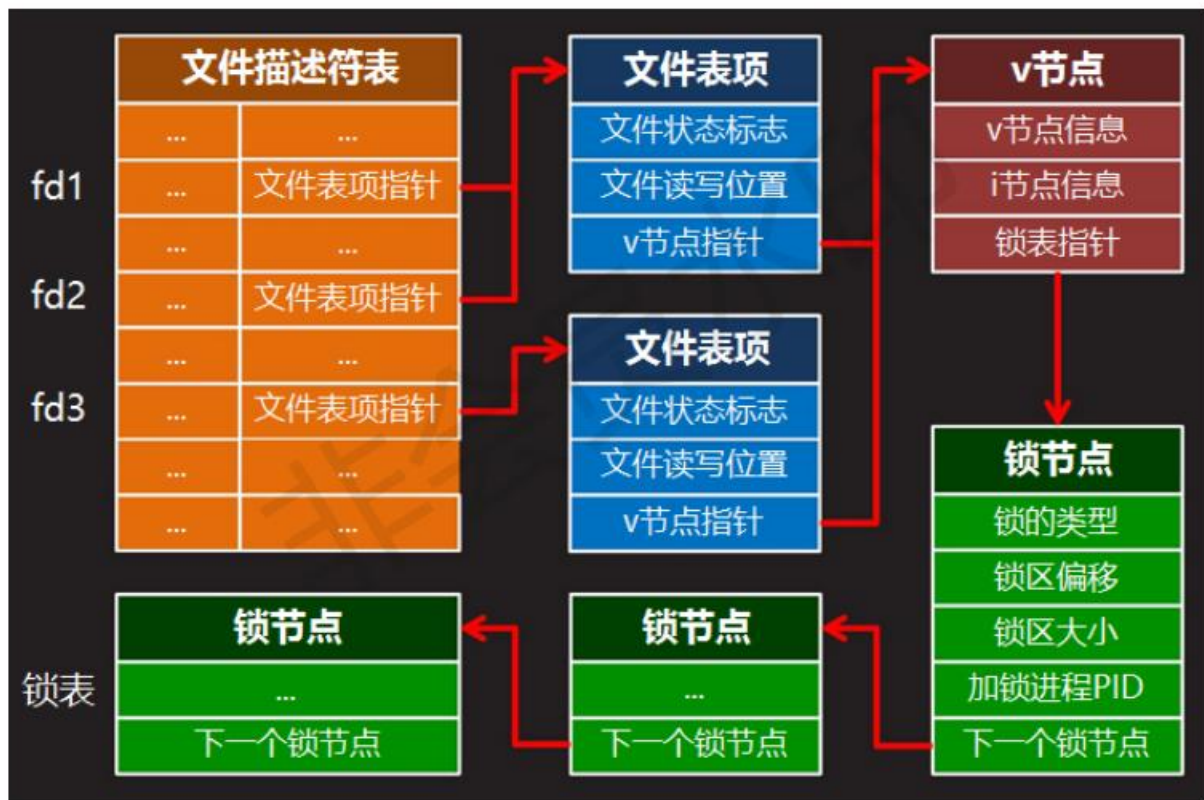 文件描述符表
... ...
fd1 ... 文件表项指针
... ...
fd2 ... 文件表项指针
... ...
fd3 ... 文件表项指针
... ...
... ...
文件表项
文件状态标志
文件读写位置
v节点指针
文件表项
文件状态标志
文件读写位置
v节点指针
v节点
v节点信息
i节点信息
锁表指针
锁节点
锁的类型
锁区偏移
锁区大小
加锁进程PID
下一个锁节点
锁节点
...
下一个锁节点
锁表
锁节点
...
下一个锁节点
非会员水印